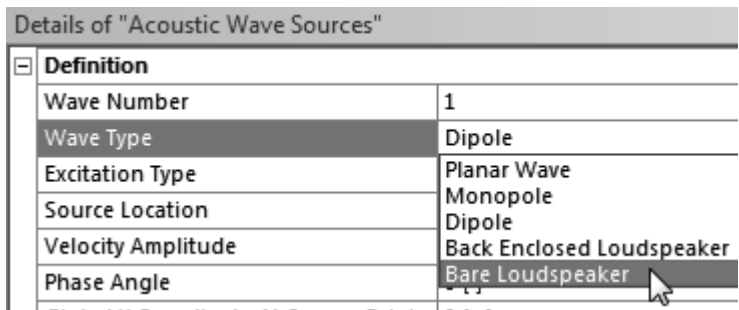 Details of "Acoustic Wave Sources"
Definition
Wave Number 1
Wave Type Dipole
Excitation Type Planar Wave
Monopole
Source Location Dipole
Velocity Amplitude Back Enclosed Loudspeaker
Phase Angle Bare Loudspeaker